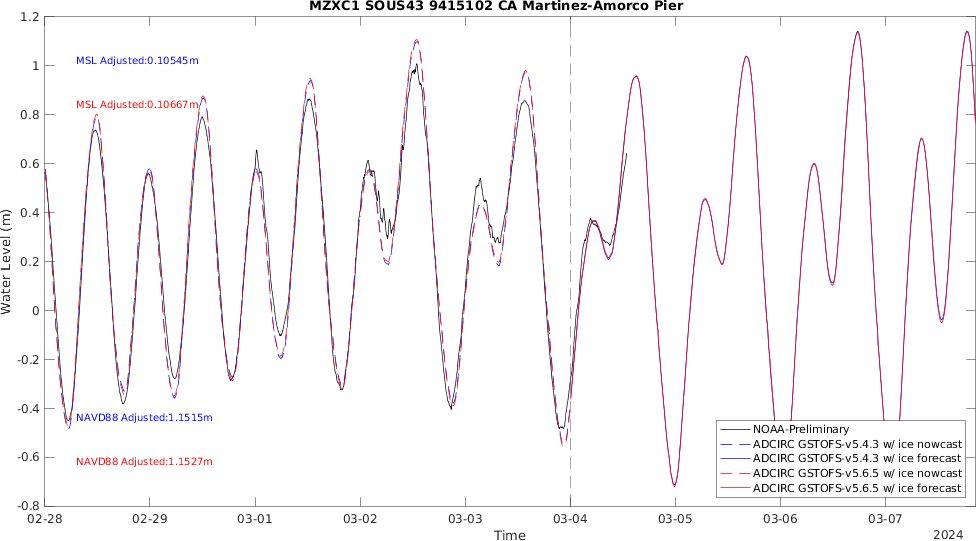 MZXC1 SOUS43 9415102 CA Martinez-Amorco Pier
1.2
1
0.8
0.6
0.4
0.2
0
-0.2
-0.4
-0.6
-0.8
Water Level (m)
MSL Adjusted:0.10545m
MSL Adjusted:0.10667m
NAVD88 Adjusted:1.1515m
NAVD88 Adjusted:1.1527m
NOAA-Preliminary
ADCIRC GSTOFS-v5.4.3 w/ ice nowcast
ADCIRC GSTOFS-v5.4.3 w/ ice forecast
ADCIRC GSTOFS-v5.6.5 w/ ice nowcast
ADCIRC GSTOFS-v5.6.5 w/ ice forecast
02-28 02-29 03-01 03-02 03-03 03-04 03-05 03-06 03-07
Time
2024